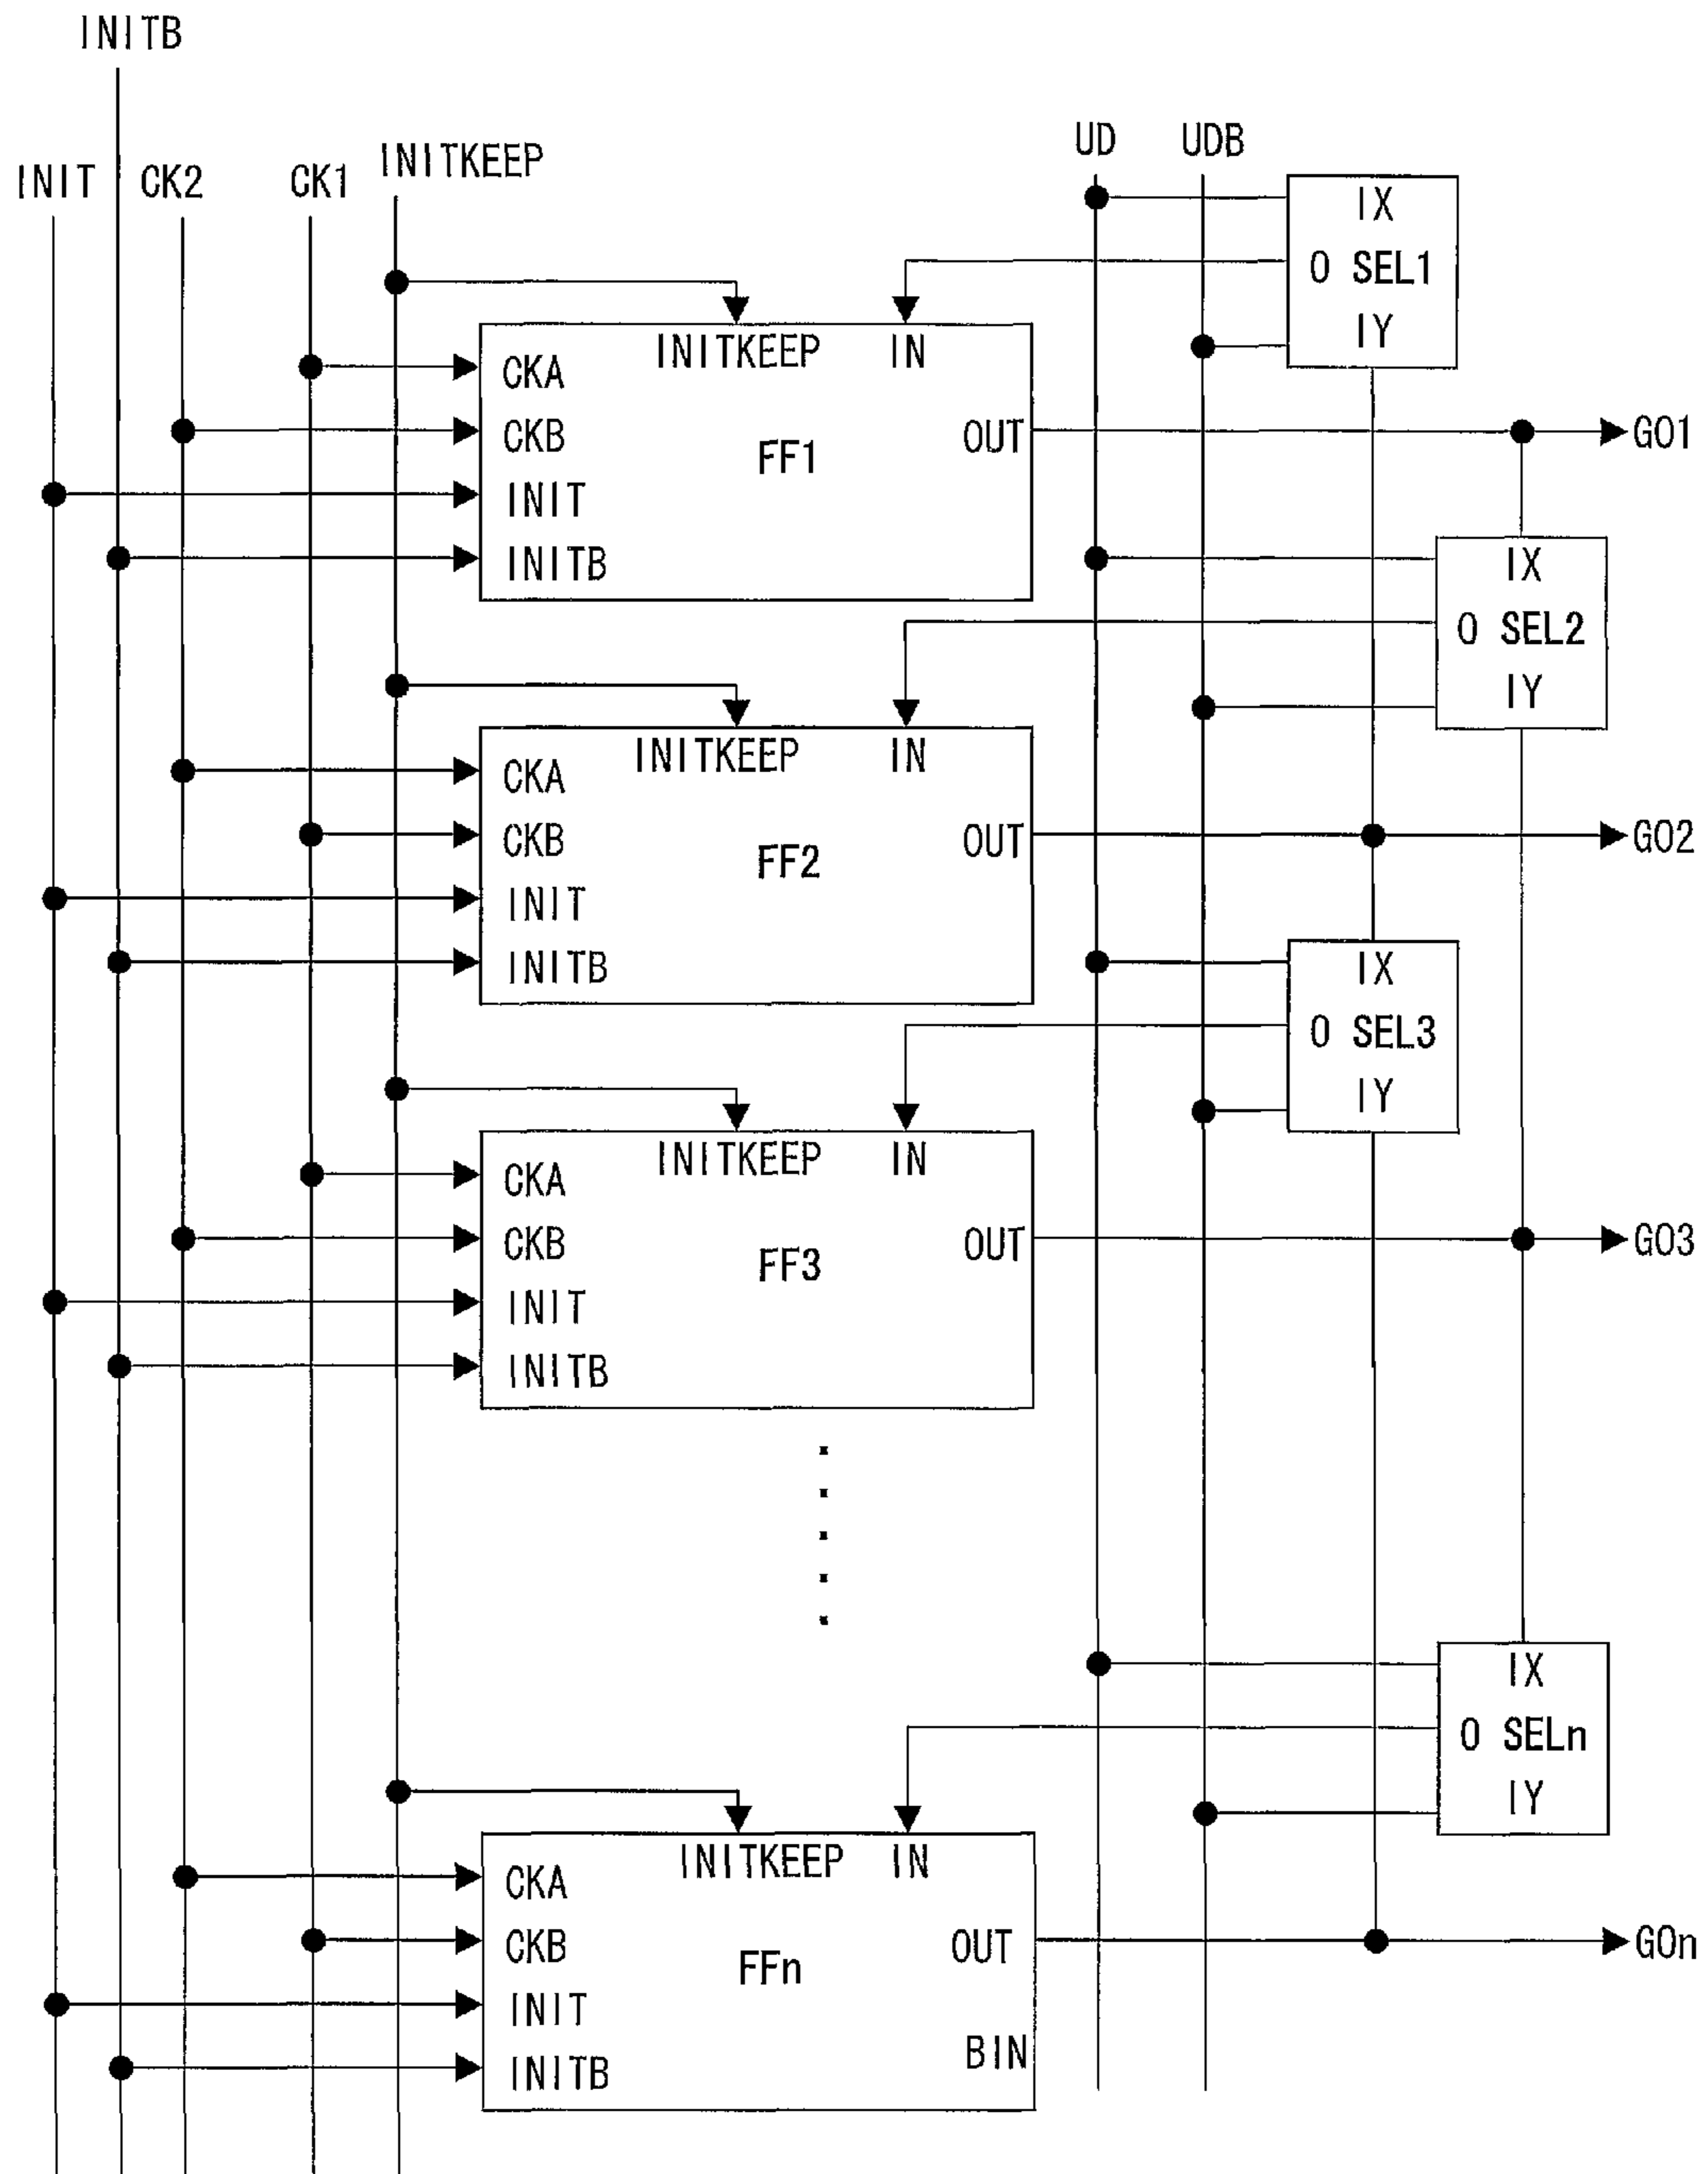 INITB
INIT
CK2
CK1
INITKEEP
UD
UDB
IX
O SEL1
IY
INITKEEP IN
CKA
CKB
INIT
INITB
FF1
OUT
GO1
IX
O SEL2
IY
INITKEEP IN
CKA
CKB
INIT
INITB
FF2
OUT
GO2
IX
O SEL3
IY
INITKEEP IN
CKA
CKB
INIT
INITB
FF3
OUT
GO3
IX
O SELn
IY
INITKEEP IN
CKA
CKB
INIT
INITB
FFn
OUT
BIN
GOn